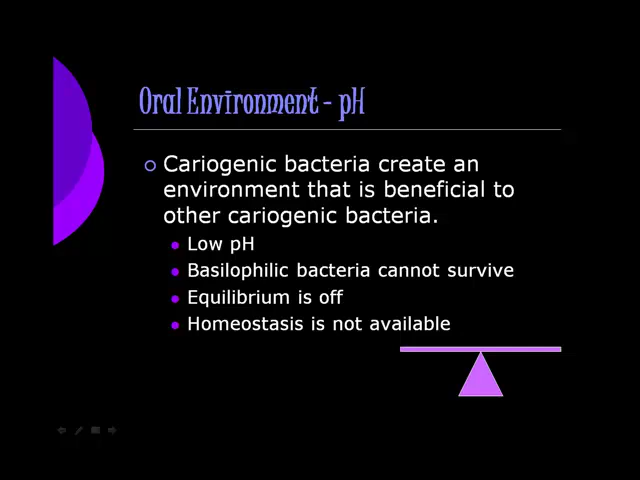 Oral Environment - pH
Cariogenic bacteria create an
environment that is beneficial to
other cariogenic bacteria.
Low pH
Basilophilic bacteria cannot survive
Equilibrium is off
Homeostasis is not available